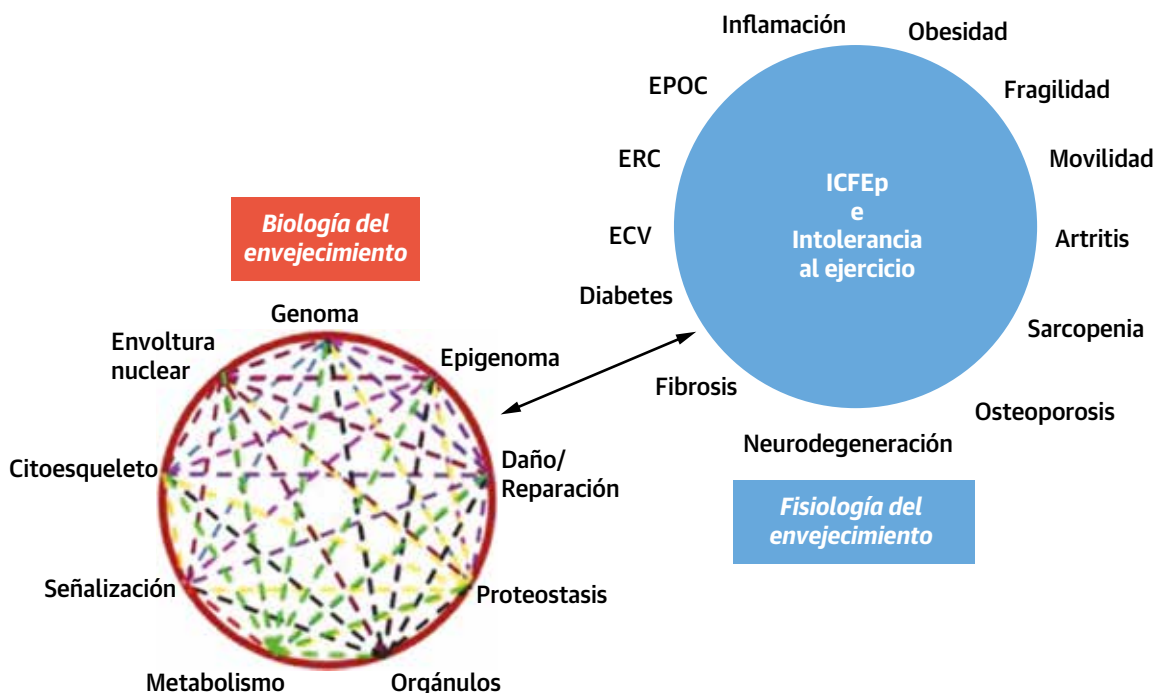 Inflamación
Obesidad
EPOC
Fragilidad
ERC
Movilidad
ICFEp
e
Intolerancia
al ejercicio
ECV
Artritis
Diabetes
Sarcopenia
Fibrosis
Osteoporosis
Neurodegeneración
Fisiología del
envejecimiento
Biología del
envejecimiento
Genoma
Envoltura
nuclear
Epigenoma
Citoesqueleto
Daño/
Reparación
Señalización
Proteostasis
Metabolismo
Orgánulos